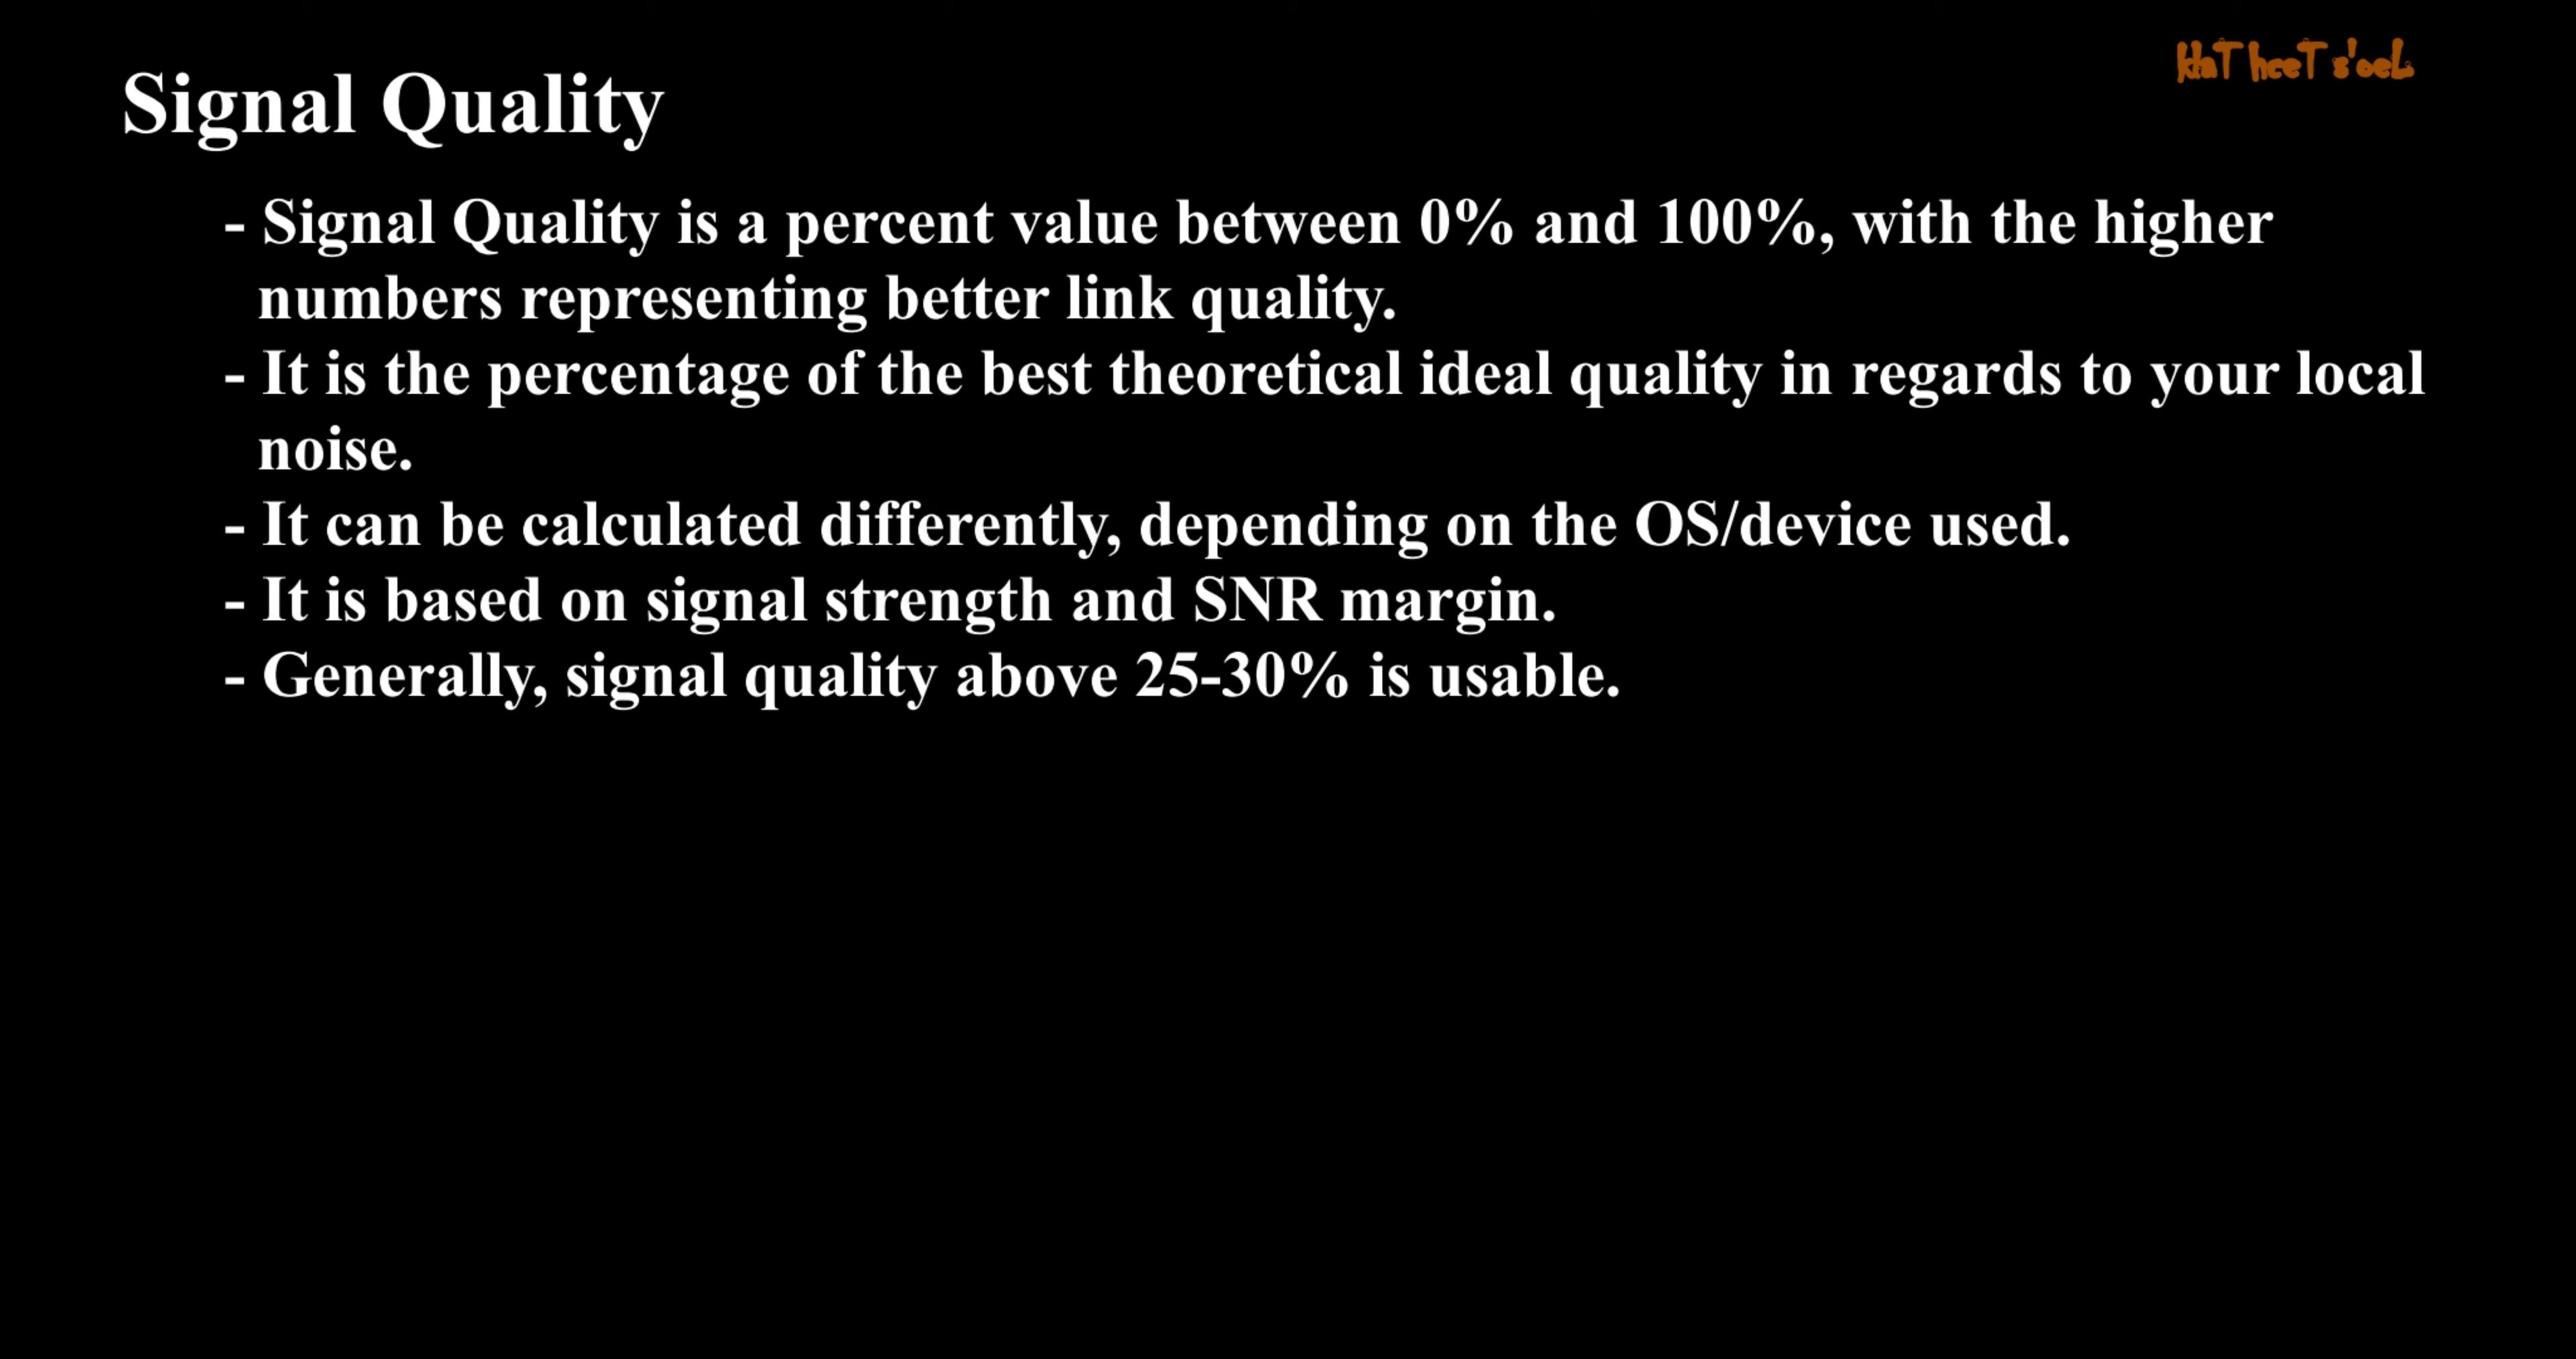 klaT hceT s'oeL
Signal Quality
- Signal Quality is a percent value between 0% and 100%, with the higher
numbers representing better link quality.
- It is the percentage of the best theoretical ideal quality in regards to your local
noise.
- It can be calculated differently, depending on the OS/device used.
- It is based on signal strength and SNR margin.
- Generally, signal quality above 25-30% is usable.